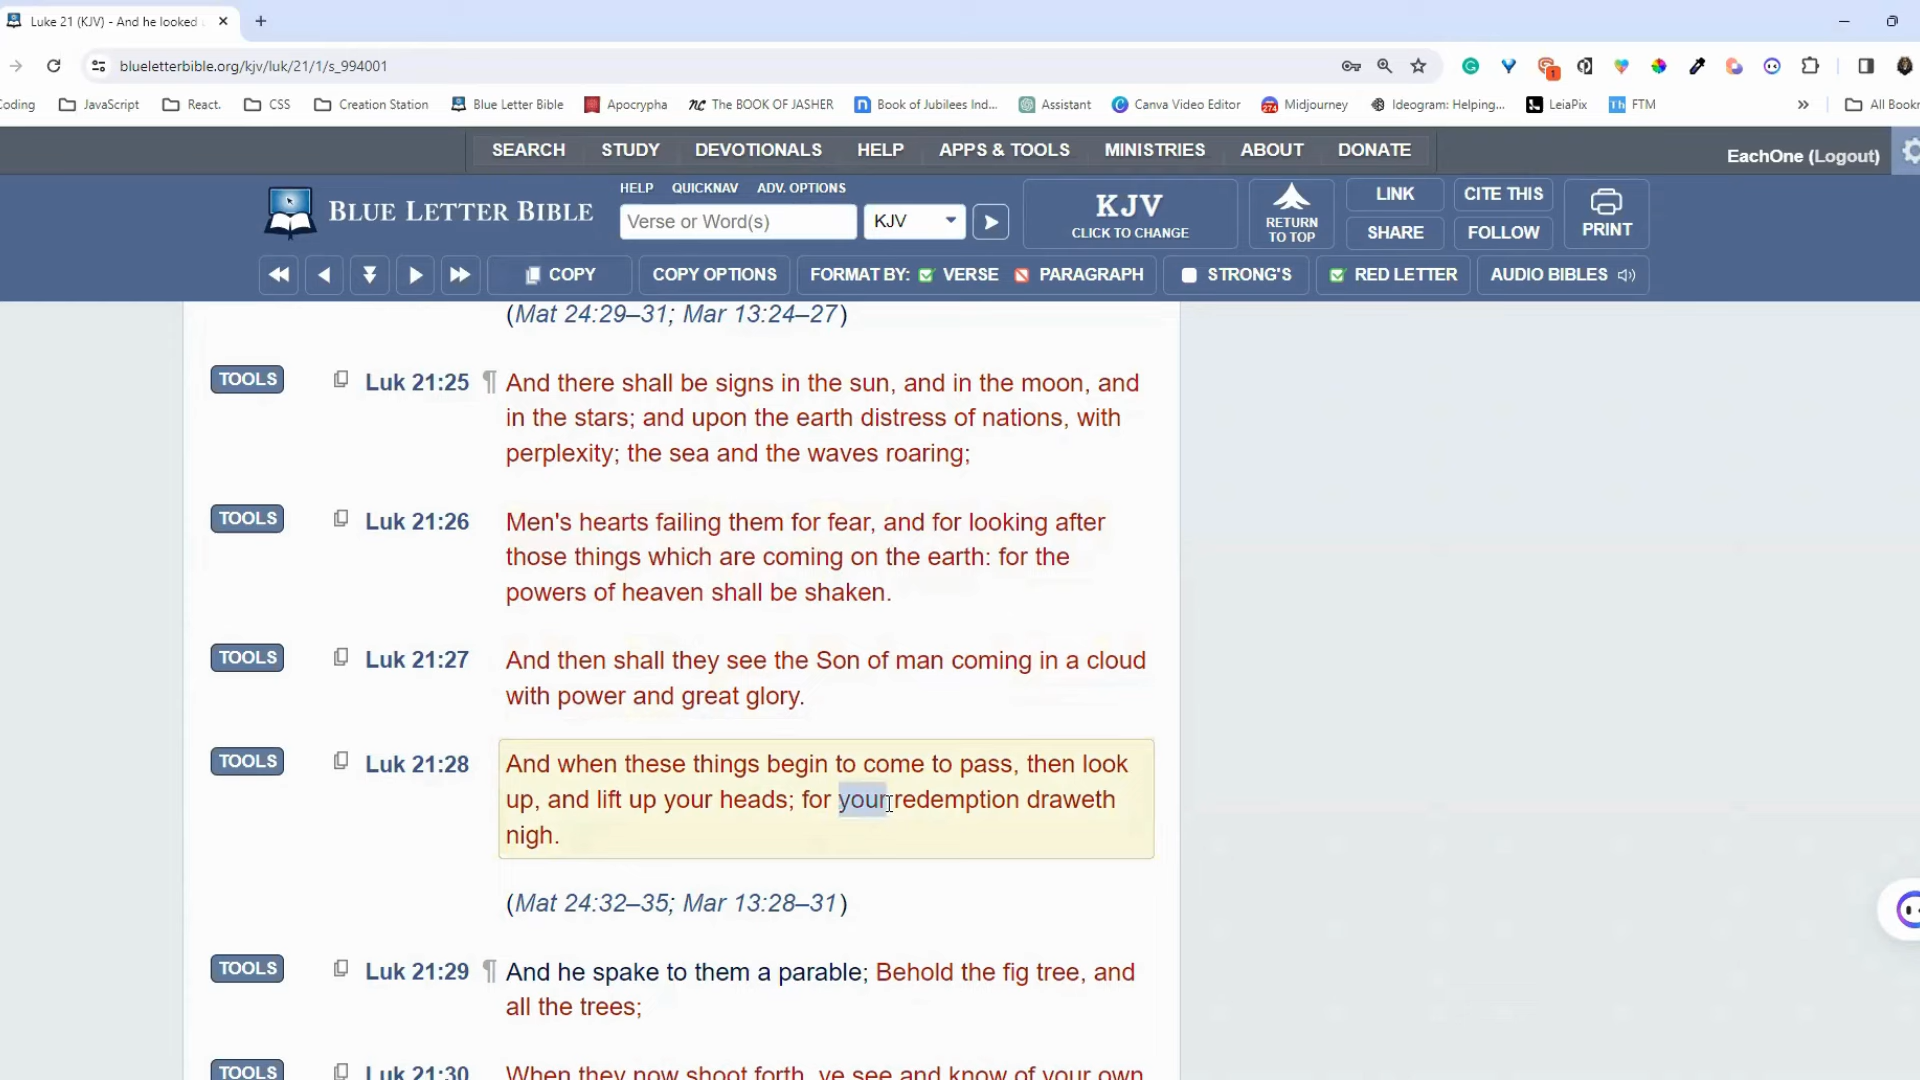 Luke 21 (KJV) - And he looked
blueletterbible.org/kjv/luk/21/1/s_994001
1
Coding JavaScript React. CSS Creation Station Blue Letter Bible Apocrypha The BOOK OF JASHER Book of Jubilees Ind... Assistant Canva Video Editor 274 Midjourney Ideogram: Helping... LeiaPix Th FTM » All Bookr
SEARCH STUDY DEVOTIONALS HELP APPS & TOOLS MINISTRIES ABOUT DONATE EachOne (Logout)
HELP QUICKNAV ADV. OPTIONS
BLUE LETTER BIBLE Verse or Word(s) KJV
KJV
CLICK TO CHANGE
RETURN
TO TOP
LINK CITE THIS
SHARE FOLLOW
PRINT
COPY COPY OPTIONS FORMAT BY: VERSE PARAGRAPH STRONG'S RED LETTER AUDIO BIBLES
(Mat 24:29–31; Mar 13:24–27)
TOOLS Luk 21:25 ¶ And there shall be signs in the sun, and in the moon, and
in the stars; and upon the earth distress of nations, with
perplexity; the sea and the waves roaring;
TOOLS Luk 21:26 Men's hearts failing them for fear, and for looking after
those things which are coming on the earth: for the
powers of heaven shall be shaken.
TOOLS Luk 21:27 And then shall they see the Son of man coming in a cloud
with power and great glory.
TOOLS Luk 21:28 And when these things begin to come to pass, then look
up, and lift up your heads; for your redemption draweth
nigh.
(Mat 24:32–35; Mar 13:28–31)
TOOLS Luk 21:29 ¶ And he spake to them a parable; Behold the fig tree, and
all the trees;
TOOLS Luk 21:30 When they now shoot forth, ye see and know of your own